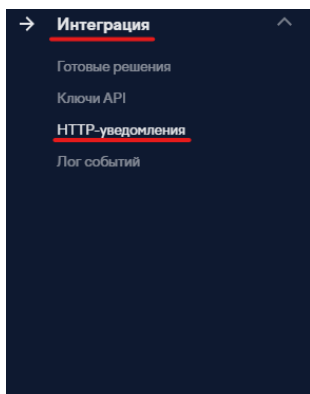 Интеграция
Готовые решения
Ключи API
HTTP-уведомления
Лог событий